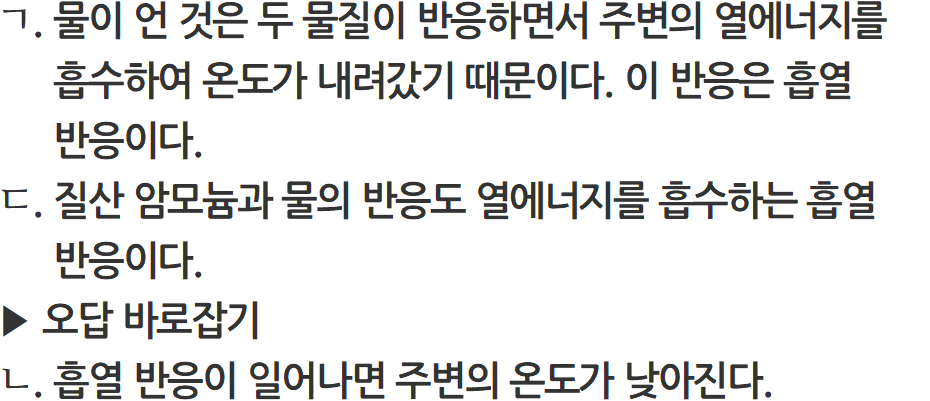 ㄱ. 물이 언 것은 두 물질이 반응하면서 주변의 열에너지를
흡수하여 온도가 내려갔기 때문이다. 이 반응은 흡열
반응이다.
ㄷ. 질산 암모늄과 물의 반응도 열에너지를 흡수하는 흡열
반응이다.
▶ 오답 바로잡기
ㄴ. 흡열 반응이 일어나면 주변의 온도가 낮아진다.